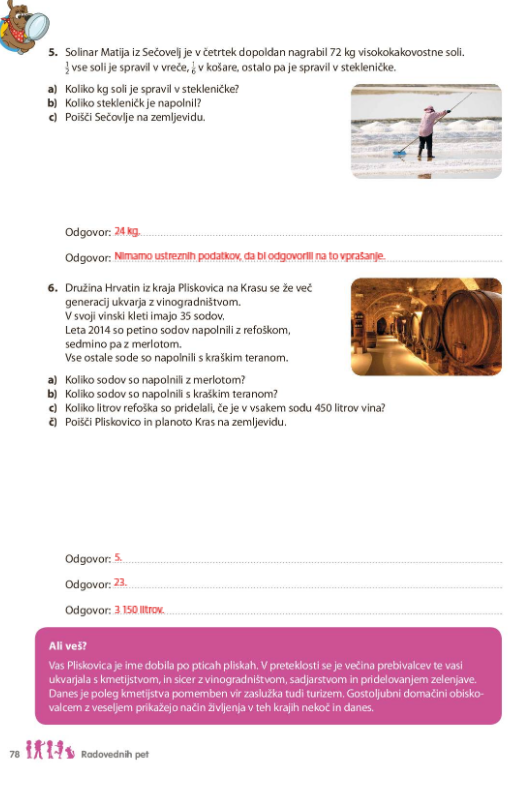 5. Solinar Matija iz Sečovelj je v četrtek dopoldan nagrabil 72 kg visokokakovostne soli.
1/2 vse soli je spravil v vreče, 1/6 v košare, ostalo pa je spravil v stekleničke.
a) Koliko kg soli je spravil v stekleničke?
b) Koliko stekleničk je napolnil?
c) Poišči Sečovlje na zemljevidu.
Odgovor: 24 kg.
Odgovor: Nimamo ustreznih podatkov, da bi odgovorili na to vprašanje.
6. Družina Hrvatin iz kraja Pliskovica na Krasu se že več
generacij ukvarja z vinogradništvom.
V svoji vinski kleti imajo 35 sodov.
Leta 2014 so petino sodov napolnili z refoškom,
sedmino pa z merlotom.
Vse ostale sode so napolnili s kraškim teranom.
a) Koliko sodov so napolnili z merlotom?
b) Koliko sodov so napolnili s kraškim teranom?
c) Koliko litrov refoška so pridelali, če je v vsakem sodu 450 litrov vina?
č) Poišči Pliskovico in planoto Kras na zemljevidu.
Odgovor: 5.
Odgovor: 23.
Odgovor: 3 150 litrov.
Ali veš?
Vas Pliskovica je ime dobila po pticah pliskah. V preteklosti se je večina prebivalcev te vasi
ukvarjala s kmetijstvom, in sicer z vinogradništvom, sadjarstvom in pridelovanjem zelenjave.
Danes je poleg kmetijstva pomemben vir zaslužka tudi turizem. Gostoljubni domačini obisko-
valcem z veseljem prikažejo način življenja v teh krajih nekoč in danes.
78 Radovednih pet